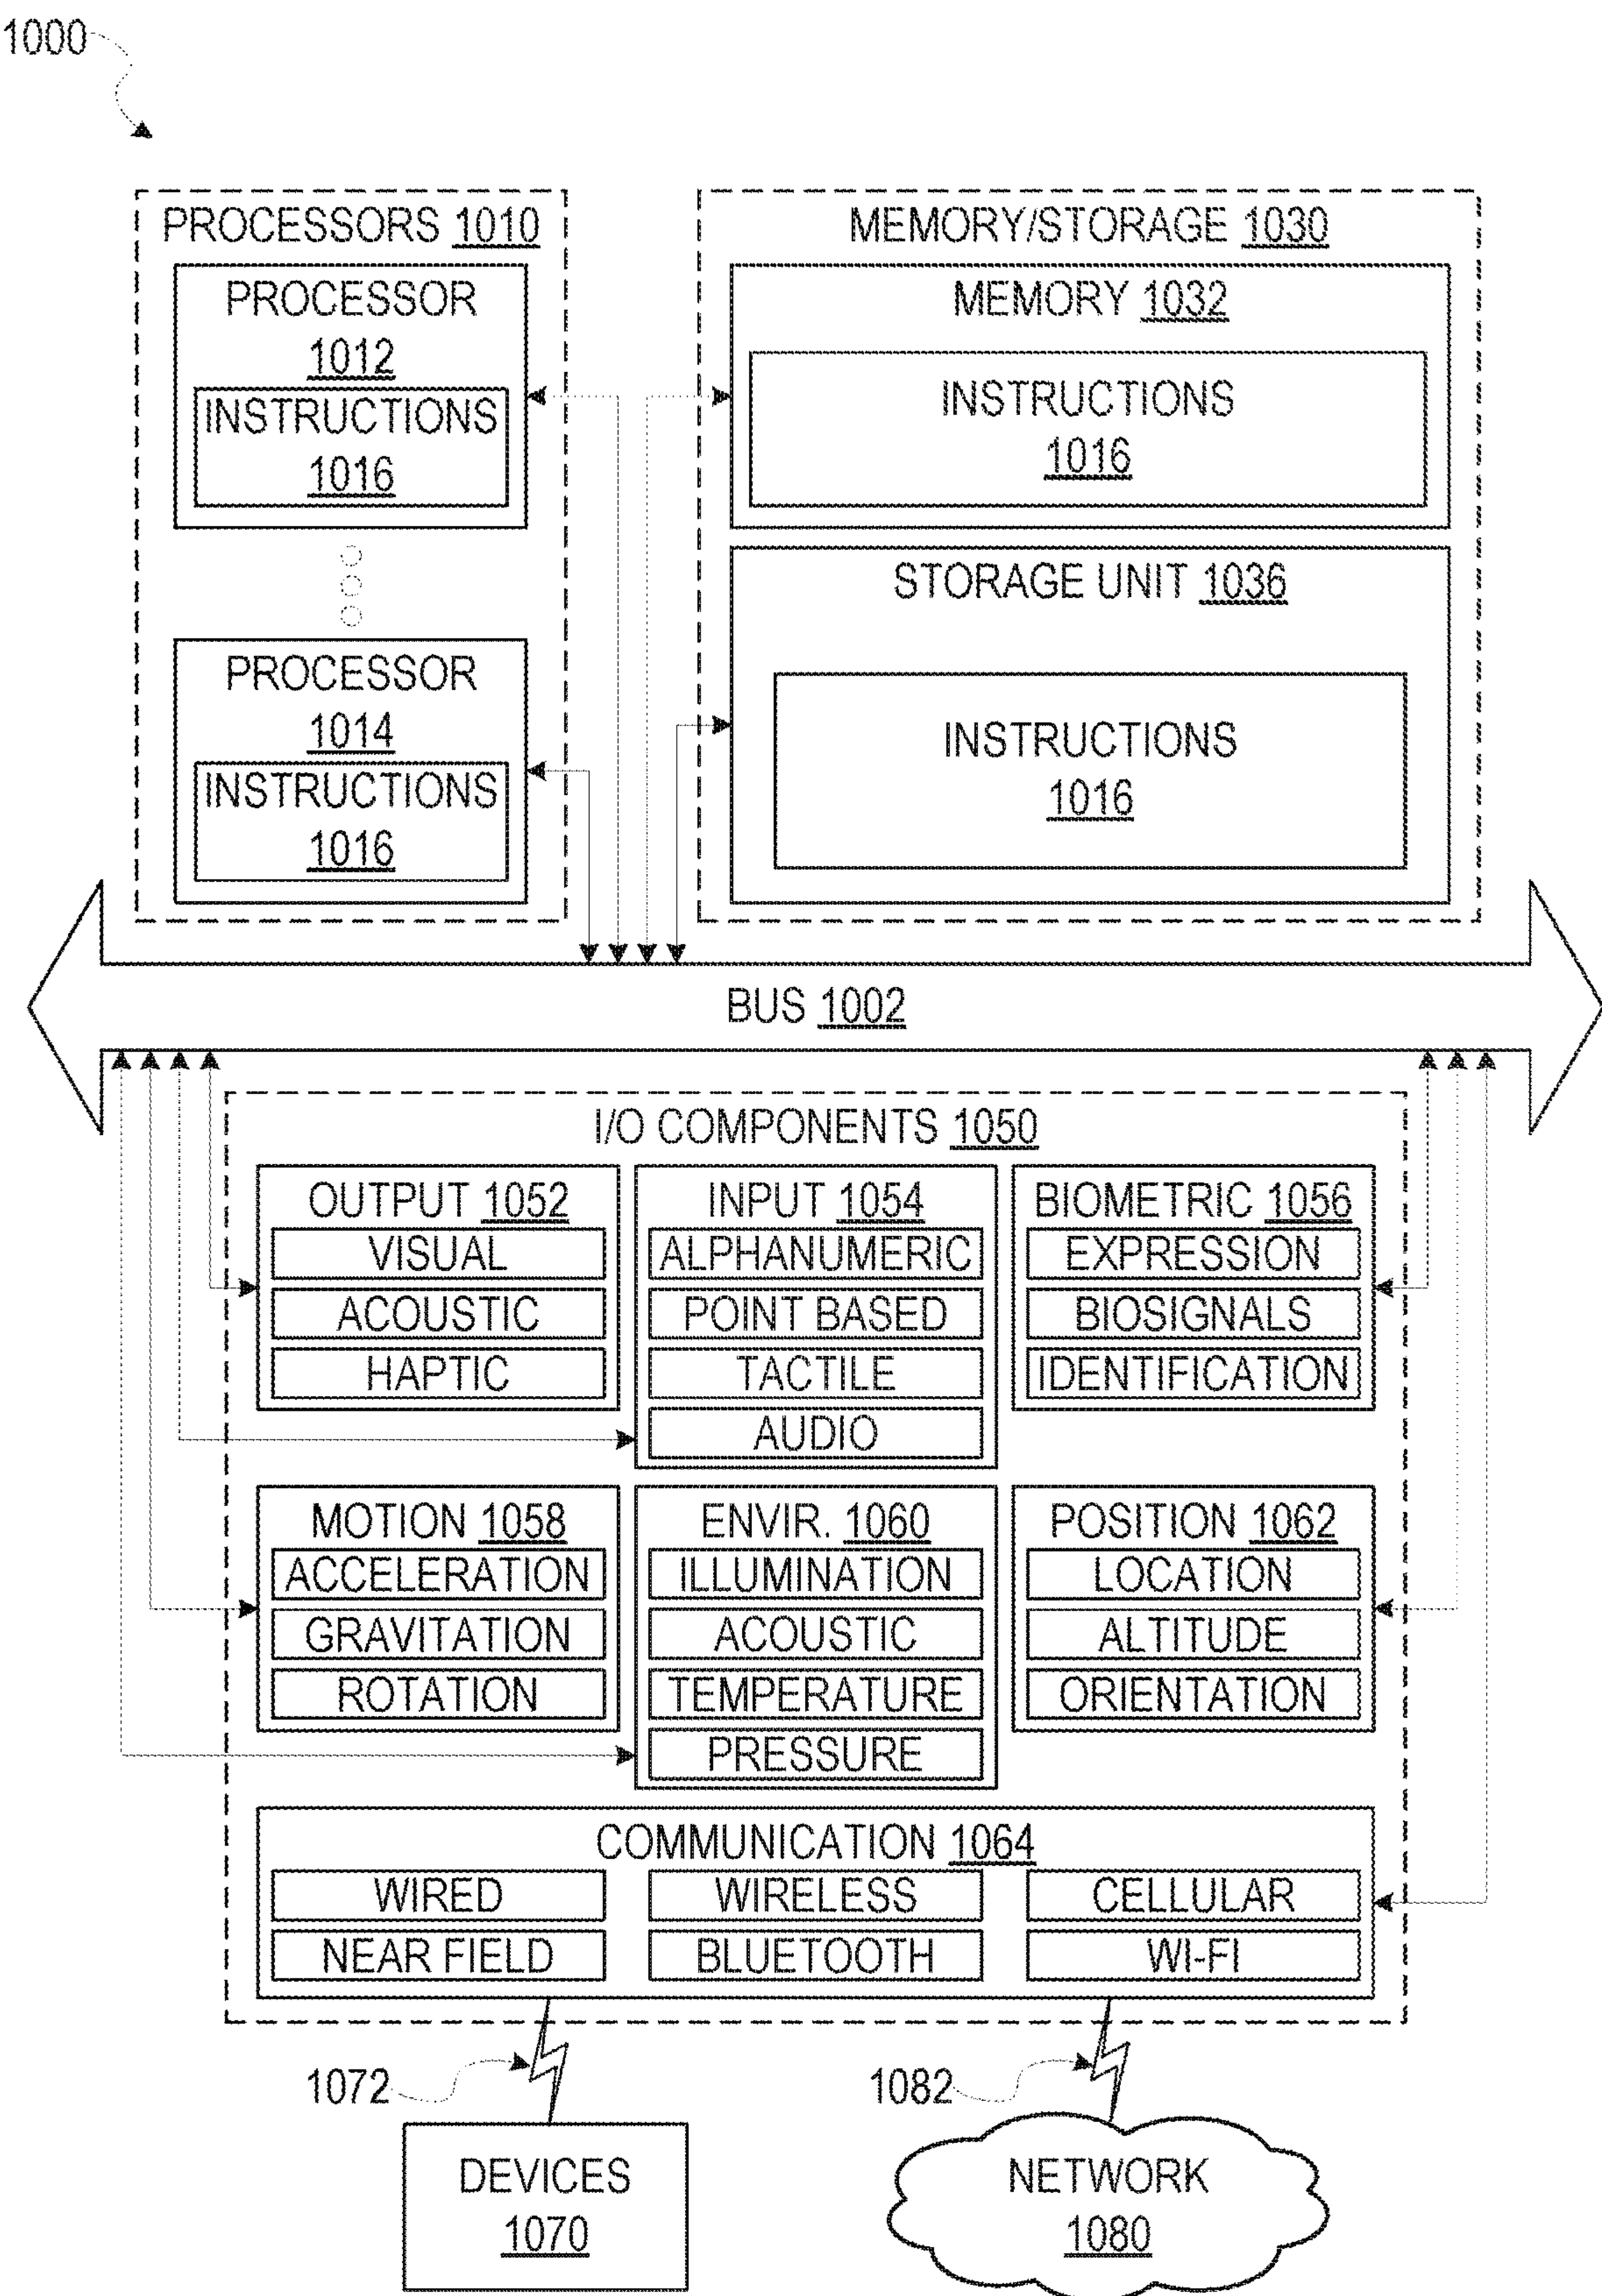 1000
PROCESSORS 1010
PROCESSOR
1012
INSTRUCTIONS
1016
PROCESSOR
1014
INSTRUCTIONS
1016
MEMORY/STORAGE 1030
MEMORY 1032
INSTRUCTIONS
1016
STORAGE UNIT 1036
INSTRUCTIONS
1016
BUS 1002
I/O COMPONENTS 1050
OUTPUT 1052
VISUAL
ACOUSTIC
HAPTIC
INPUT 1054
ALPHANUMERIC
POINT BASED
TACTILE
AUDIO
BIOMETRIC 1056
EXPRESSION
BIOSIGNALS
IDENTIFICATION
MOTION 1058
ACCELERATION
GRAVITATION
ROTATION
ENVIR. 1060
ILLUMINATION
ACOUSTIC
TEMPERATURE
PRESSURE
POSITION 1062
LOCATION
ALTITUDE
ORIENTATION
COMMUNICATION 1064
WIRED
WIRELESS
CELLULAR
NEAR FIELD
BLUETOOTH
WI-FI
1072
1082
DEVICES
1070
NETWORK
1080